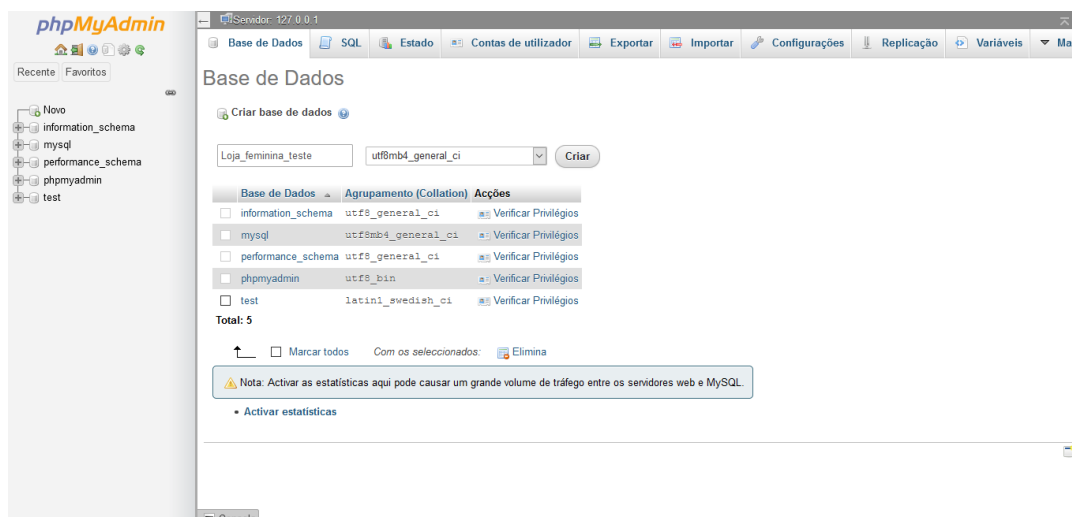 phpMyAdmin
Recente Favoritos
Novo
information_schema
mysql
performance_schema
phpmyadmin
test
Servidor: 127.0.0.1
Base de Dados SQL Estado Contas de utilizador Exportar Importar Configurações Replicação Variáveis Ma
Base de Dados
Criar base de dados
Loja_feminina_teste utf8mb4_general_ci Criar
Base de Dados Agrupamento (Collation) Acções
information_schema utf8_general_ci Verificar Privilégios
mysql utf8mb4_general_ci Verificar Privilégios
performance_schema utf8_general_ci Verificar Privilégios
phpmyadmin utf8_bin Verificar Privilégios
test latin1_swedish_ci Verificar Privilégios
Total: 5
Marcar todos Com os seleccionados: Elimina
Nota: Activar as estatísticas aqui pode causar um grande volume de tráfego entre os servidores web e MySQL.
Activar estatísticas